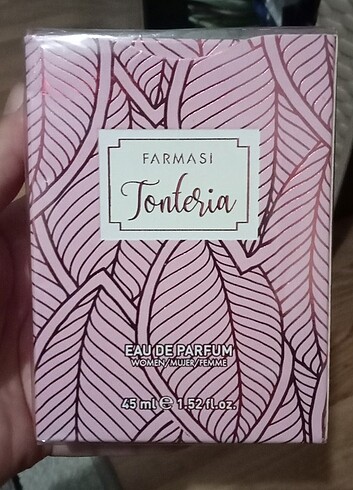 FARMASİ
Tonteria
EAU DE PARFUM
WOMEN/MUJER/FEMME
45 ml ℮ 1.52 fl.oz.